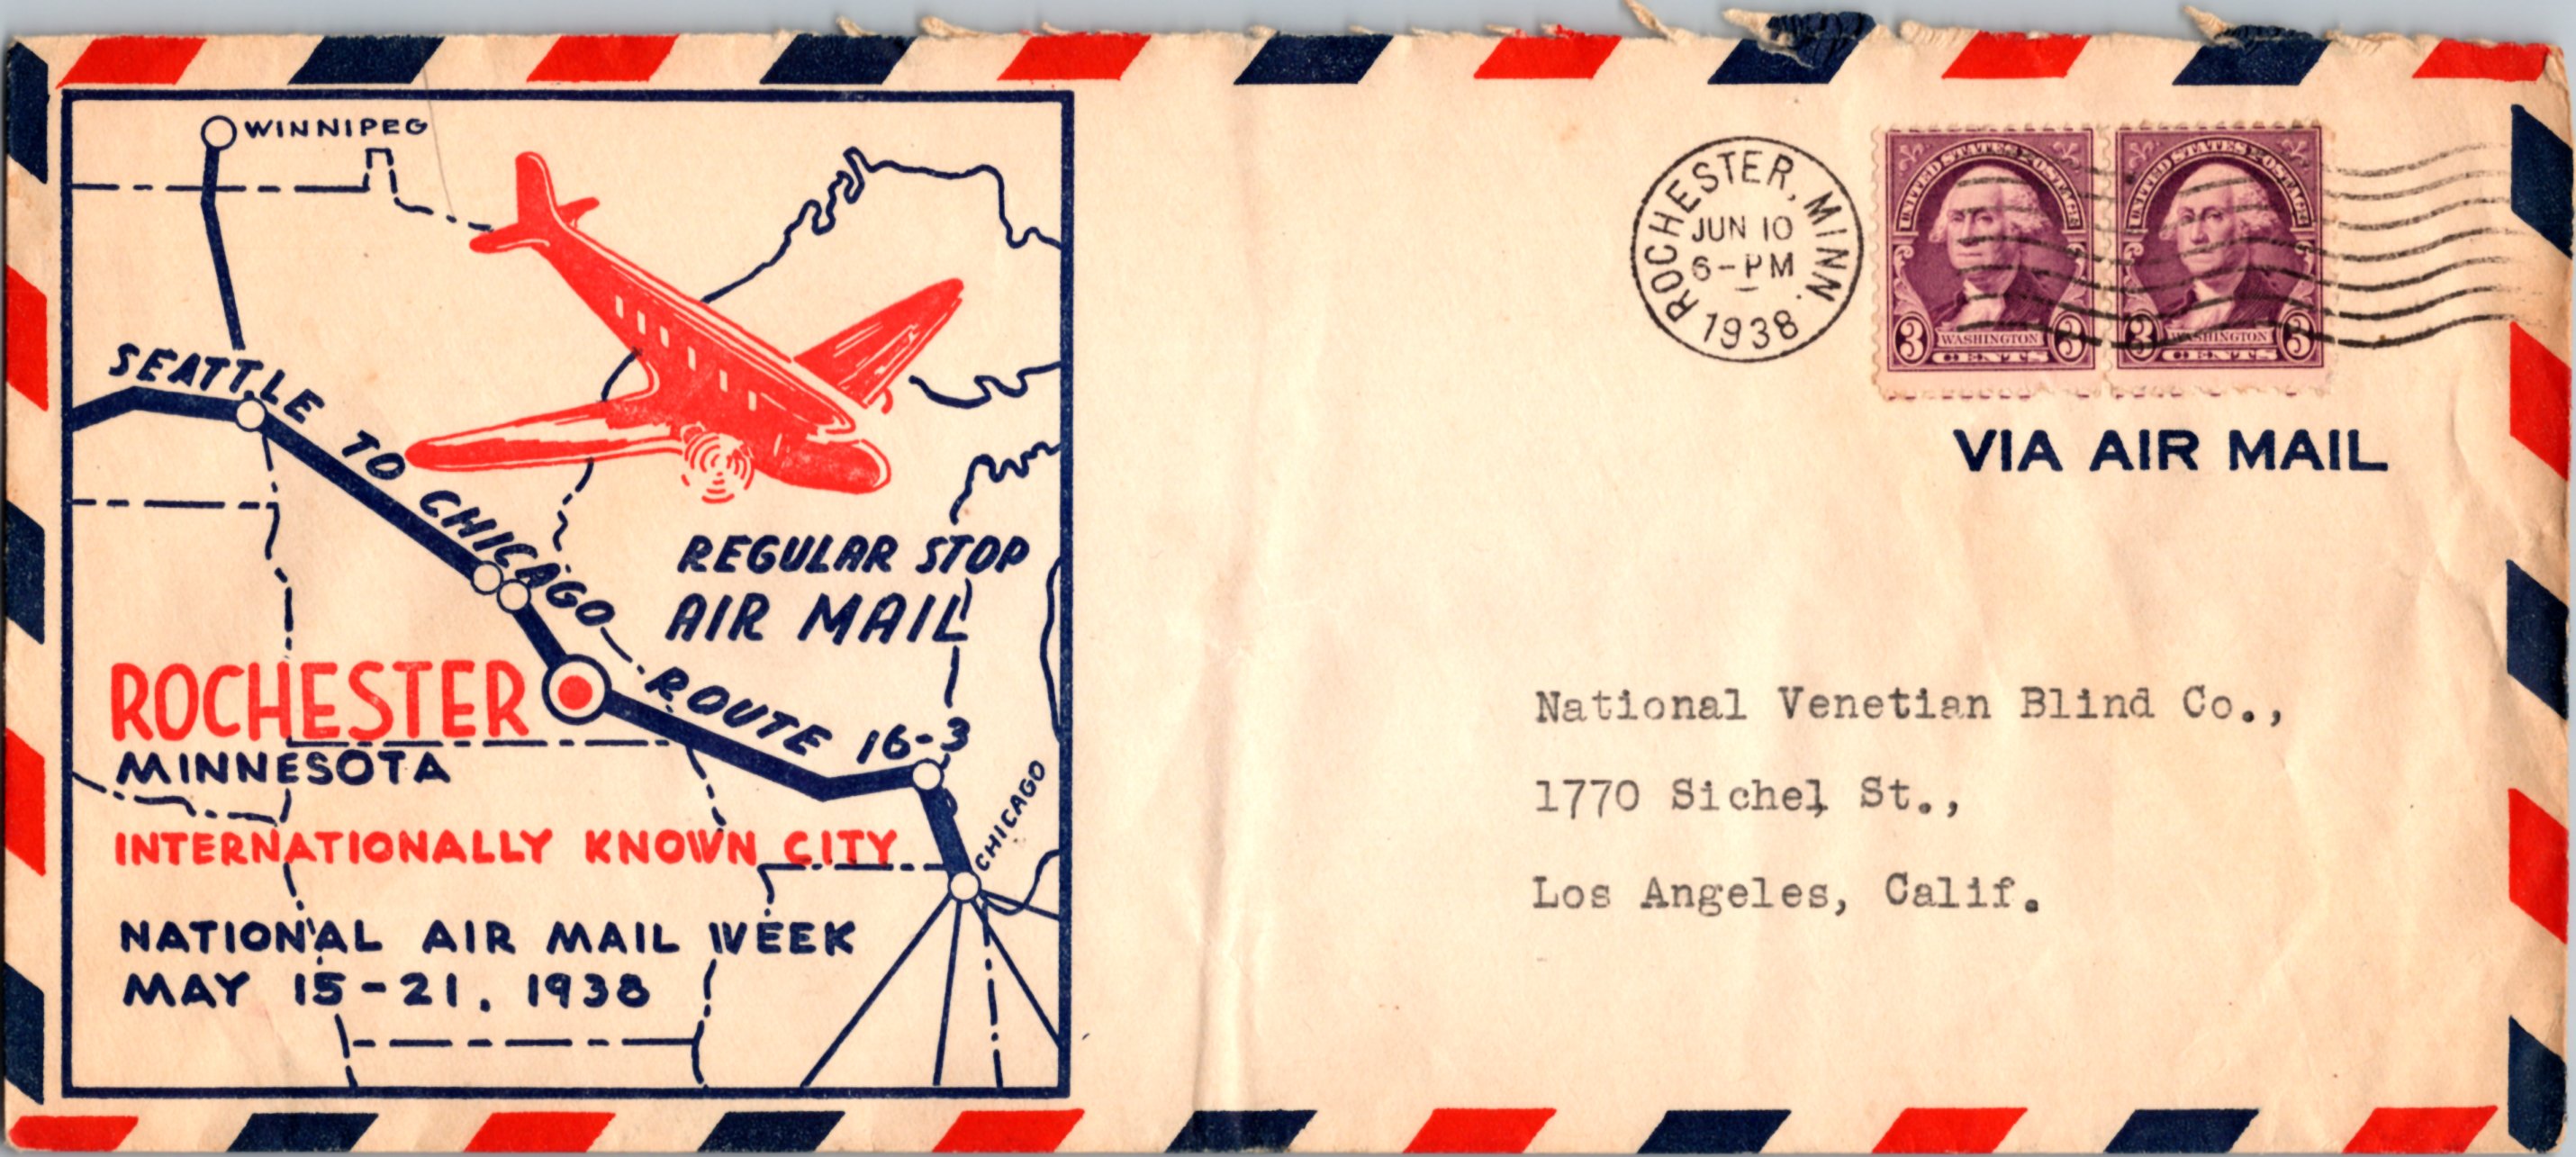 WINNIPEG
SEATTLE TO CHICAGO ROUTE 16-3
REGULAR STOP
AIR MAIL
ROCHESTER
MINNESOTA
CHICAGO
INTERNATIONALLY KNOWN CITY
NATIONAL AIR MAIL WEEK
MAY 15-21, 1938
ROCHESTER, MINN.
JUN 10
6-PM
1938
UNITED STATES POSTAGE
3 WASHINGTON 3
CENTS
UNITED STATES POSTAGE
3 WASHINGTON 3
CENTS
VIA AIR MAIL
National Venetian Blind Co.,
1770 Sichel St.,
Los Angeles, Calif.